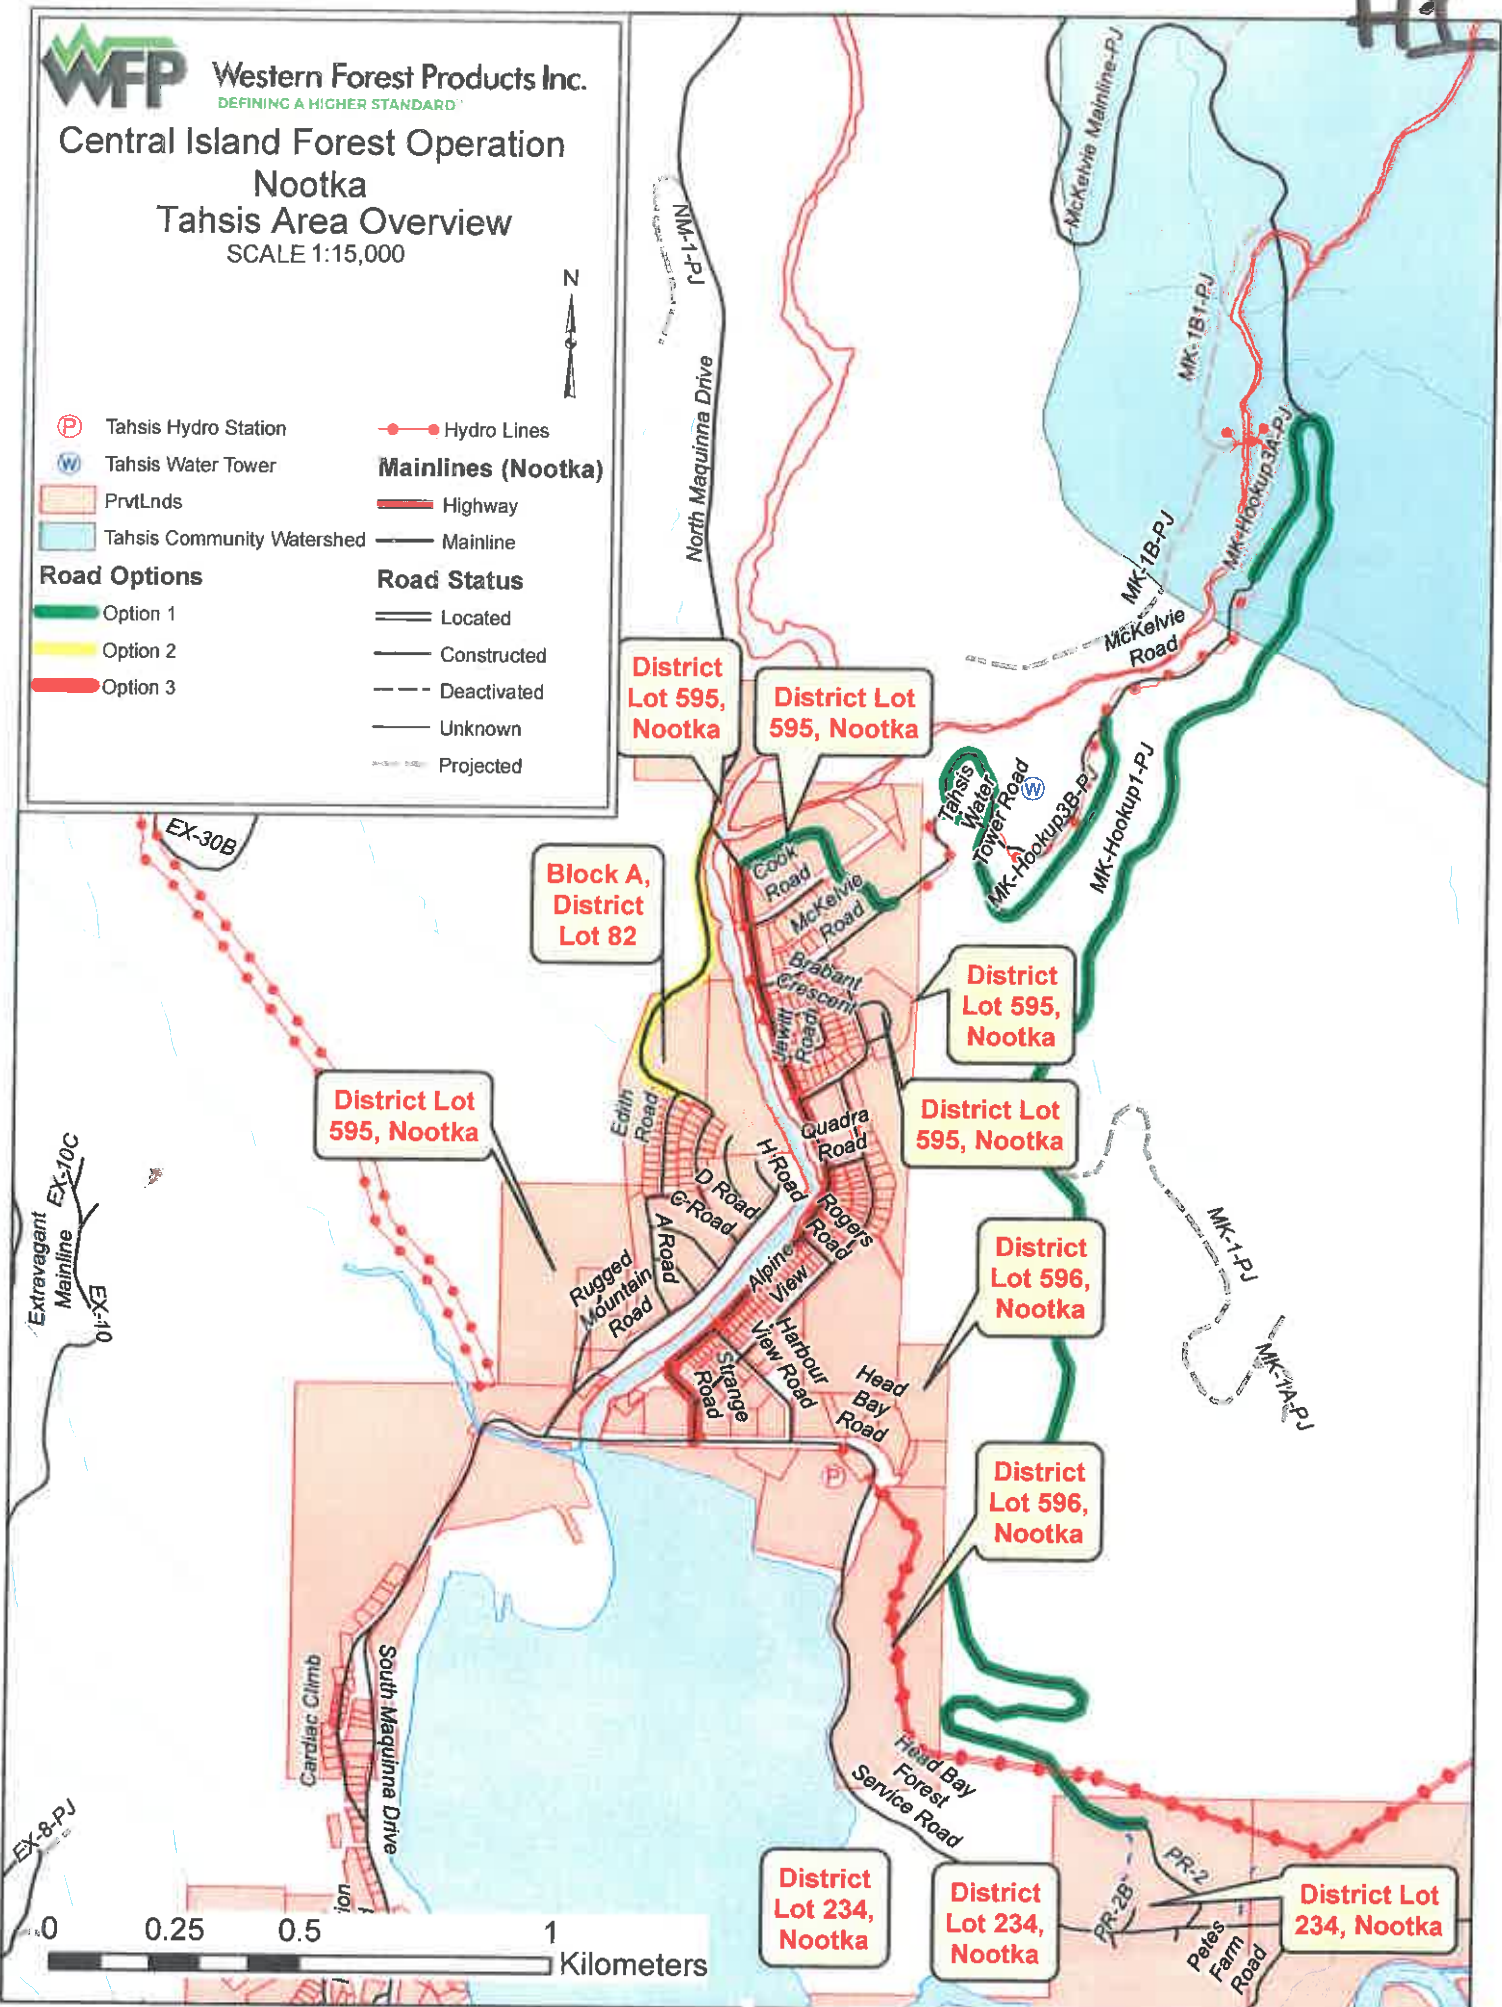 H-1
WFP
Western Forest Products Inc.
DEFINING A HIGHER STANDARD
Central Island Forest Operation
Nootka
Tahsis Area Overview
SCALE 1:15,000
N
P
Tahsis Hydro Station
W
Tahsis Water Tower
PrvtLnds
Tahsis Community Watershed
Road Options
Option 1
Option 2
Option 3
Hydro Lines
Mainlines (Nootka)
Highway
Mainline
Road Status
Located
Constructed
Deactivated
Unknown
Projected
NM-1-PJ
North Maquinna Drive
McKelvie Mainline-PJ
MK-1B1-PJ
MK-Hookup3A-PJ
MK-1B-PJ
McKelvie
Road
District
Lot 595,
Nootka
District Lot
595, Nootka
Tahsis
Water
Tower Road
W
MK-Hookup3B-PJ
MK-Hookup1-PJ
EX-30B
Block A,
District
Lot 82
Cook
Road
McKelvie
Road
Brabant
Crescent
Jewitt
Road
District
Lot 595,
Nootka
District Lot
595, Nootka
District Lot
595, Nootka
Edith
Road
Quadra
Road
H Road
D Road
C Road
A Road
Rogers
Road
Alpine
View
Rugged
Mountain
Road
Harbour
View Road
Strange
Road
Head
Bay
Road
District
Lot 596,
Nootka
MK-1-PJ
MK-1A-PJ
EX-10C
Extravagant
Mainline
EX-10
P
District
Lot 596,
Nootka
Cardiac Climb
South Maquinna Drive
Head Bay
Forest
Service Road
EX-8-PJ
District
Lot 234,
Nootka
District
Lot 234,
Nootka
PR-2
PR-2B
District Lot
234, Nootka
Petes
Farm
Road
ion
0
0.25
0.5
1
Kilometers